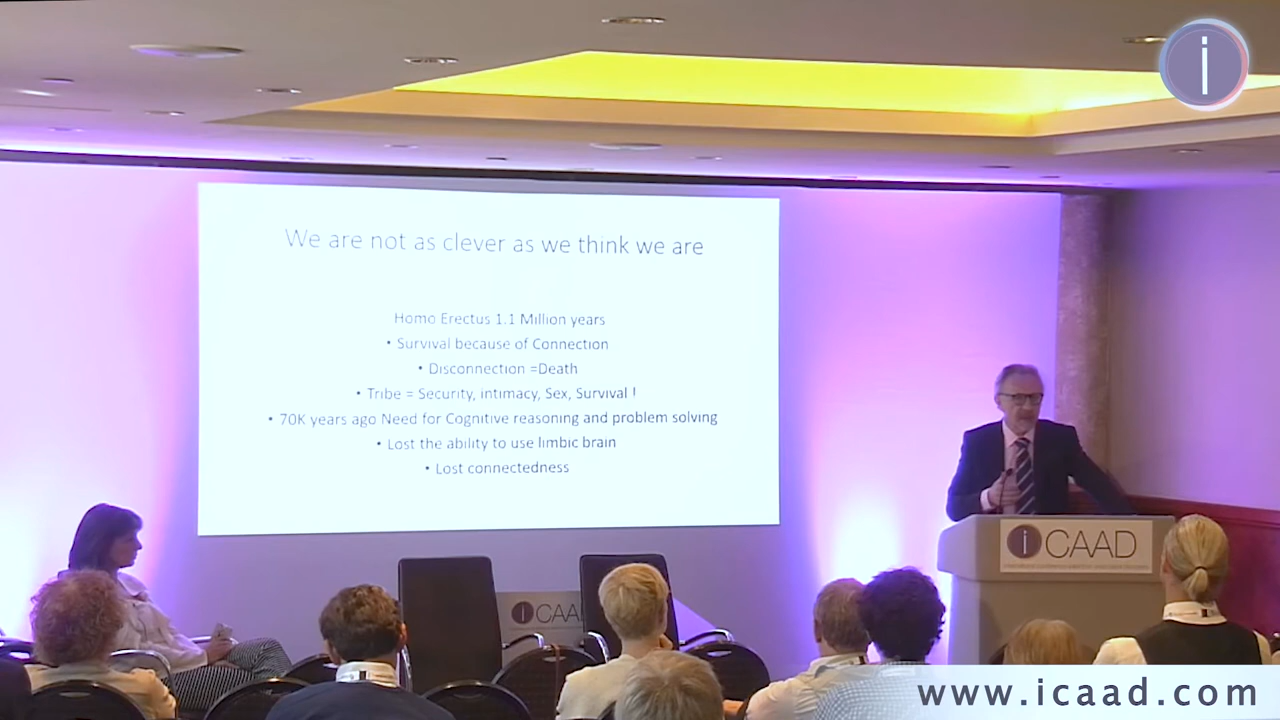 i
We are not as clever as we think we are
Homo Erectus 1.1 Million years
• Survival because of Connection
• Disconnection =Death
• Tribe = Security, intimacy, Sex, Survival !
• 70K years ago Need for Cognitive reasoning and problem solving
• Lost the ability to use limbic brain
• Lost connectedness
iCAAD
iCAA
www.icaad.com